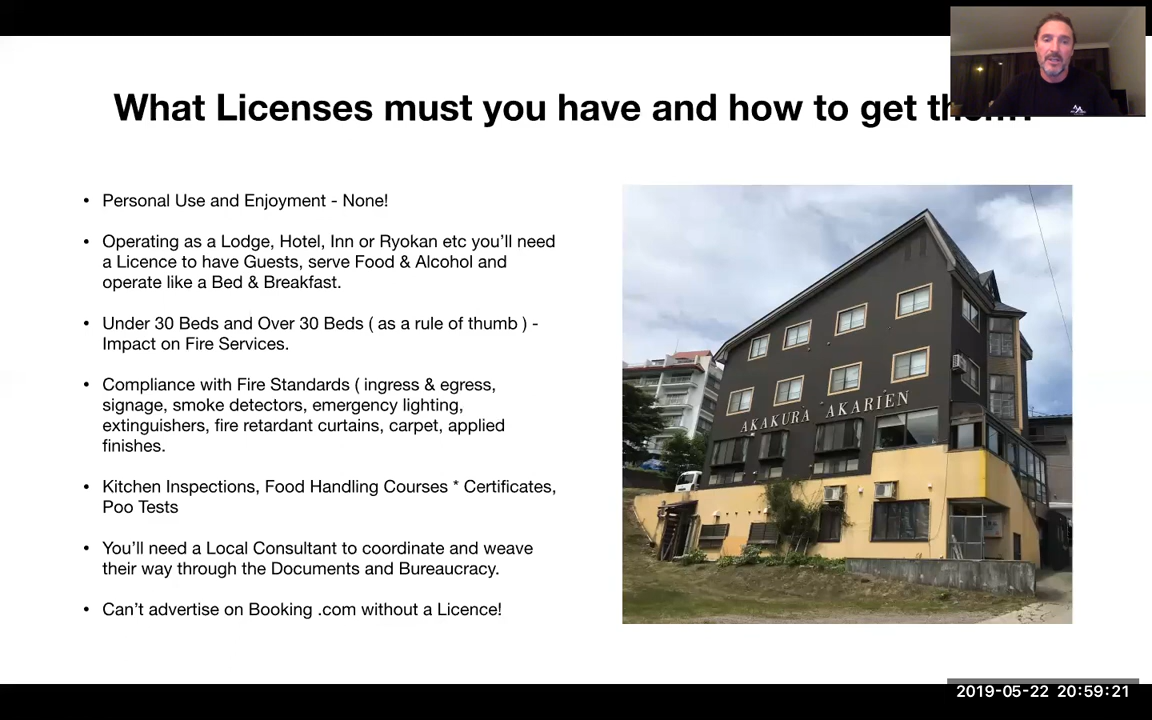 What Licenses must you have and how to get
• Personal Use and Enjoyment - None!
• Operating as a Lodge, Hotel, Inn or Ryokan etc you’ll need
a Licence to have Guests, serve Food & Alcohol and
operate like a Bed & Breakfast.
• Under 30 Beds and Over 30 Beds ( as a rule of thumb ) -
Impact on Fire Services.
• Compliance with Fire Standards ( ingress & egress,
signage, smoke detectors, emergency lighting,
extinguishers, fire retardant curtains, carpet, applied
finishes.
• Kitchen Inspections, Food Handling Courses * Certificates,
Poo Tests
• You’ll need a Local Consultant to coordinate and weave
their way through the Documents and Bureaucracy.
• Can’t advertise on Booking .com without a Licence!
AKAKURA AKARIEN
2019-05-22 20:59:21